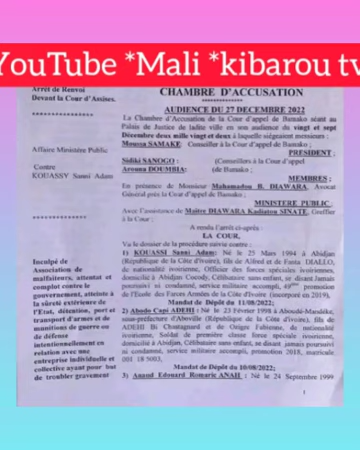 YouTube *Mali *kibarou tv
Arrêt de Renvoi
Devant la Cour d'Assises.
***************
Affaire Ministère Public
Contre
KOUASSY Sanni Adam
***************
Inculpé de
Association de
malfaiteurs, attentat et
complot contre le
gouvernement, atteinte à
la sûreté extérieure de
l'Etat, détention, port et
transport d'armes et de
munitions de guerre ou
de défense
intentionnellement en
relation avec une
entreprise individuelle et
collective ayant pour but
de troubler gravement
CHAMBRE D'ACCUSATION
**************
AUDIENCE DU 27 DECEMBRE 2022
La Chambre d'Accusation de la Cour d'appel de Bamako séant au
Palais de Justice de ladite ville en son audience du vingt et sept
Décembre deux mille vingt et deux à laquelle siégeaient messieurs :
Moussa SAMAKE Conseiller à la Cour d'appel de Bamako ;
PRESIDENT ;
Sidiki SANOGO : (Conseillers à la Cour d'appel
Arouna DOUMBIA: (de Bamako ;
MEMBRES ;
En présence de Monsieur Mahamadou B. DIAWARA, Avocat
Général près la Cour d'appel de Bamako ;
MINISTERE PUBLIC
Avec l'assistance de Maître DIAWARA Kadiatou SINATE, Greffier
à la Cour ;
A rendu l'arrêt ci-après :
LA COUR,
Vu le dossier de la procédure suivie contre :
1) KOUASSI Sanni Adam: Né le 25 Mars 1994 à Abidjan
(République de la Côte d'Ivoire), fils de Alfred et de Fanta DIALLO,
de nationalité ivoirienne, Officier des forces spéciales ivoiriennes,
domicilié à Abidjan Cocody, Célibataire sans enfant, se disant jamais
poursuivi ni condamné, service militaire accompli, promotion
de l'Ecole des Forces Armées de la Côte d'Ivoire (incorporé en 2019),
Mandat de Dépôt du 11/08/2022;
2) Abodo Capi ADEHI : Né le 23 Février 1998 à Aboudé-Mandéké,
sous-préfecture d'Aboville (République de la Côte d'Ivoire), fils de
ADEHI Bi Chontagnard et de Origne Fabienne, de nationalité
ivoirienne, Soldat de première classe force spéciale ivoirienne,
domicilié à Abidjan, Célibataire sans enfant, se disant jamais poursuivi
ni condamné, service militaire accompli, promotion 2018, matricule
001 18 5003,
Mandat de Dépôt du 10/08/2022;
3) Anaud Edouard Romaric ANAH : Né le 24 Septembre 1999
1